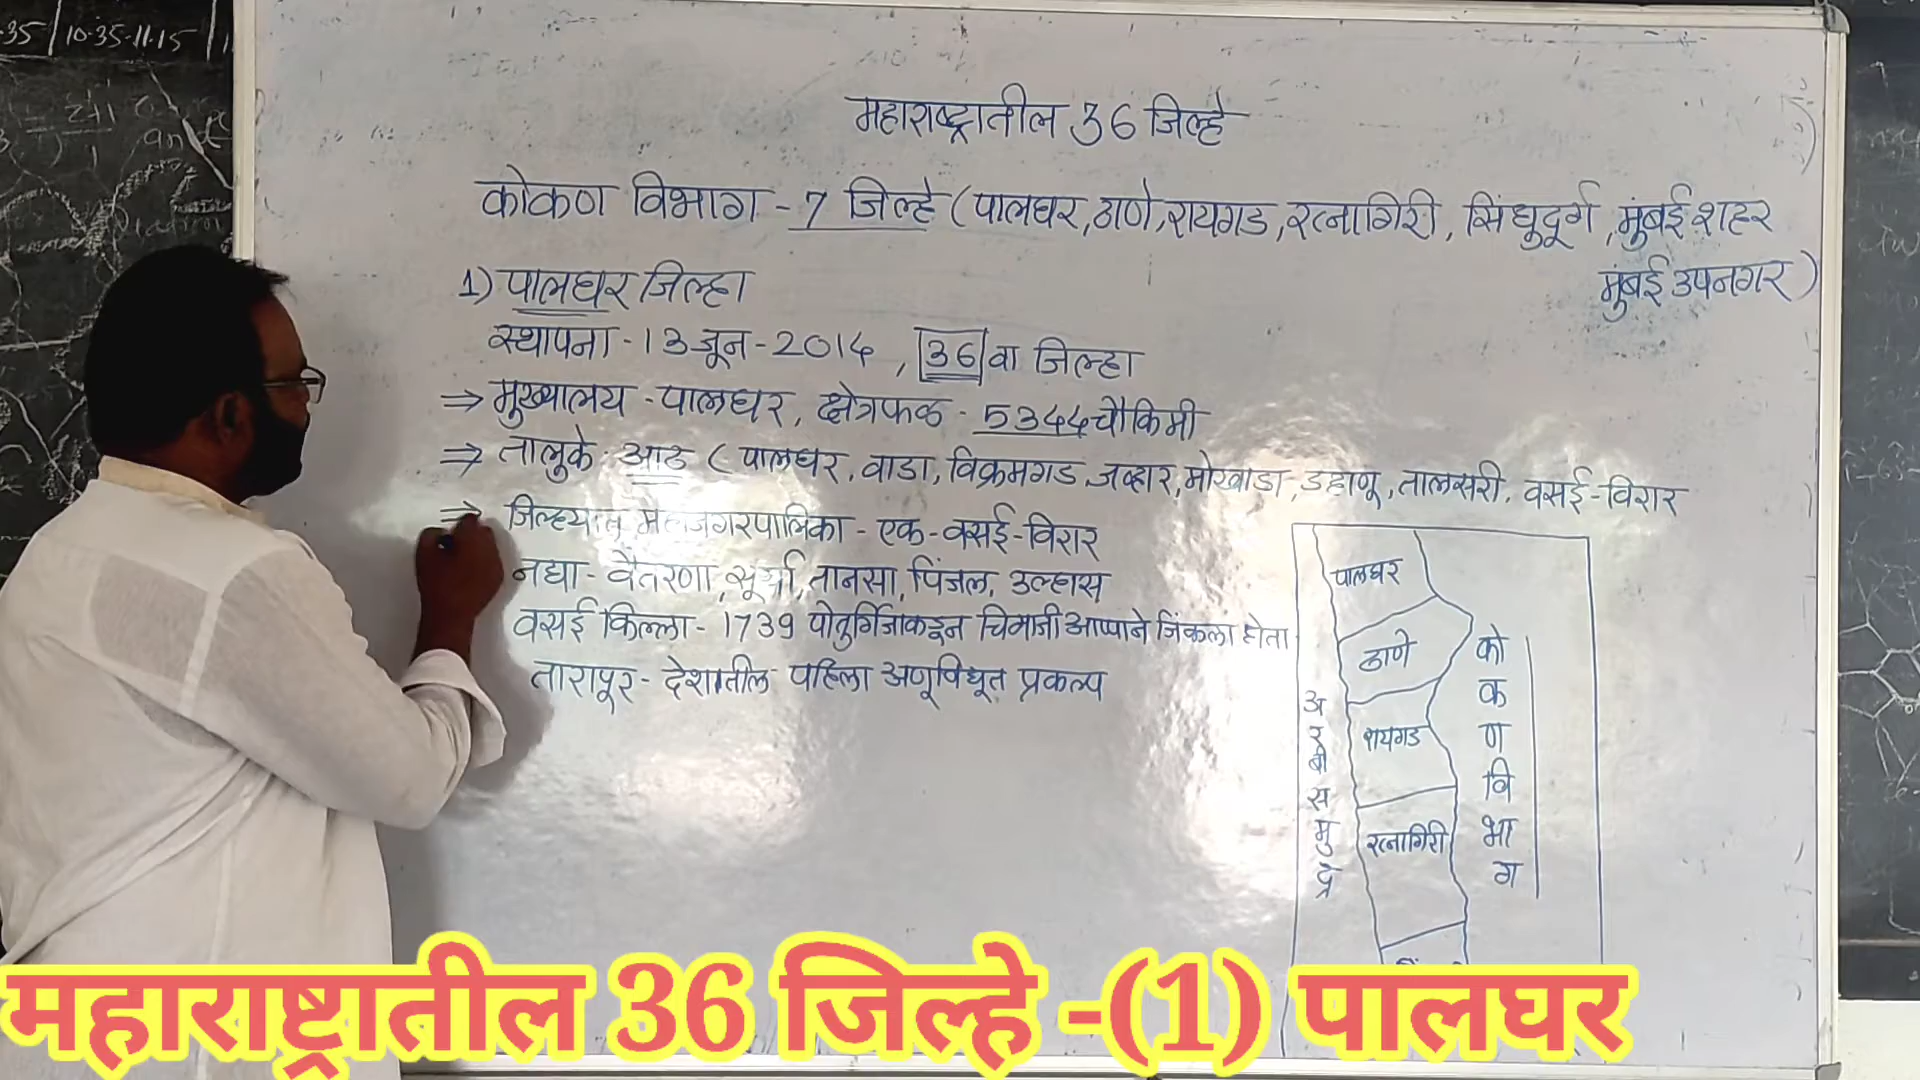 .35 / 10.35-11.15 /
महाराष्ट्रातील 36 जिल्हे
कोकण विभाग - 7 जिल्हे (पालघर, ठाणे, रायगड, रत्नागिरी, सिंधुदूर्ग, मुंबई शहर
मुंबई उपनगर)
1) पालघर जिल्हा
स्थापना - 13 जून - 2014, 36 वा जिल्हा
⇒ मुख्यालय - पालघर, क्षेत्रफळ - 5344 चौकिमी
⇒ तालुके - आठ ( पालघर, वाडा, विक्रमगड, जव्हार, मोखाडा, डहाणू, तालसरी, वसई-विरार
⇒ जिल्हयात महानगरपालिका - एक - वसई-विरार
नद्या - वैतरणा, सूर्या, तानसा, पिंजल, उल्हास
वसई किल्ला - 1739 पोतुर्गिजाकडून चिमाजी आप्पाने जिंकला होता
तारापूर - देशातील पहिला अणूविद्यूत प्रकल्प
पालघर
ठाणे
रायगड
रत्नागिरी
अरबी समुद्र
कोकण विभाग
महाराष्ट्रातील 36 जिल्हे -(1) पालघर